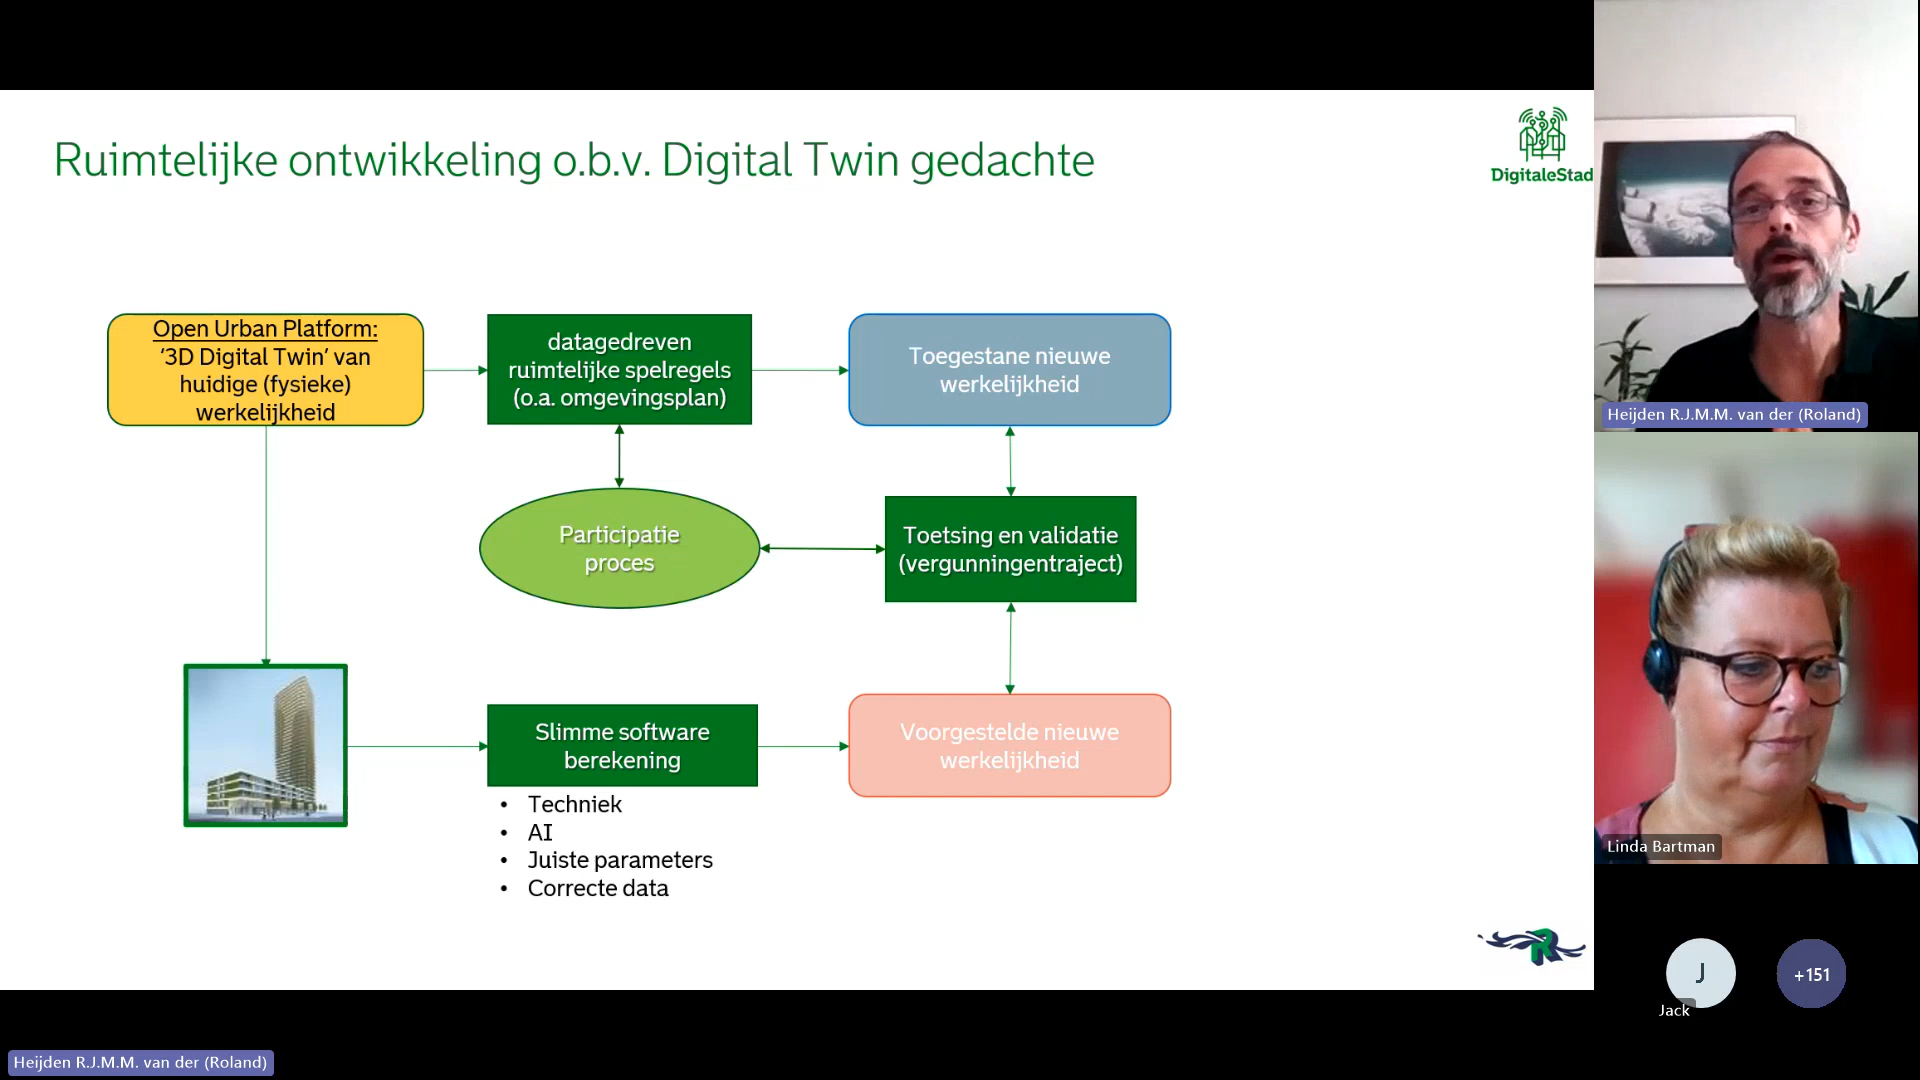 Ruimtelijke ontwikkeling o.b.v. Digital Twin gedachte
DigitaleStad
Open Urban Platform:
‘3D Digital Twin’ van
huidige (fysieke)
werkelijkheid
datagedreven
ruimtelijke spelregels
(o.a. omgevingsplan)
Toegestane nieuwe
werkelijkheid
Participatie
proces
Toetsing en validatie
(vergunningentraject)
Slimme software
berekening
Voorgestelde nieuwe
werkelijkheid
• Techniek
• AI
• Juiste parameters
• Correcte data
R
Heijden R.J.M.M. van der (Roland)
Linda Bartman
J
Jack
+151
Heijden R.J.M.M. van der (Roland)